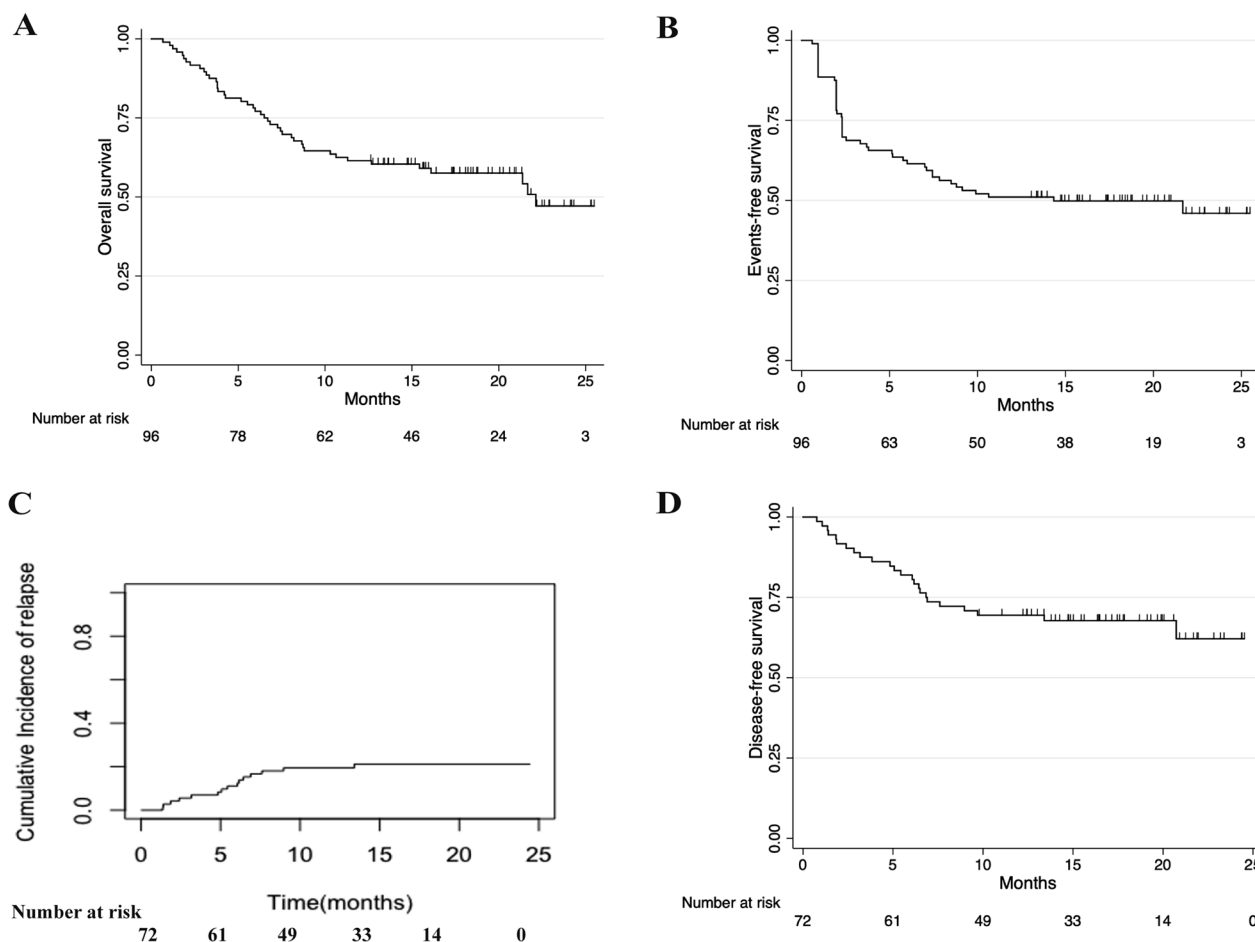 A
1.00
0.75
0.50
0.25
0.00
Overall survival
0 5 10 15 20 25
Months
Number at risk
96 78 62 46 24 3
B
1.00
0.75
0.50
0.25
0.00
Events-free survival
0 5 10 15 20 25
Months
Number at risk
96 63 50 38 19 3
C
0.8
0.4
0.0
Cumulative Incidence of relapse
0 5 10 15 20 25
Time(months)
Number at risk
72 61 49 33 14 0
D
1.00
0.75
0.50
0.25
0.00
Disease-free survival
0 5 10 15 20 25
Months
Number at risk
72 61 49 33 14 0